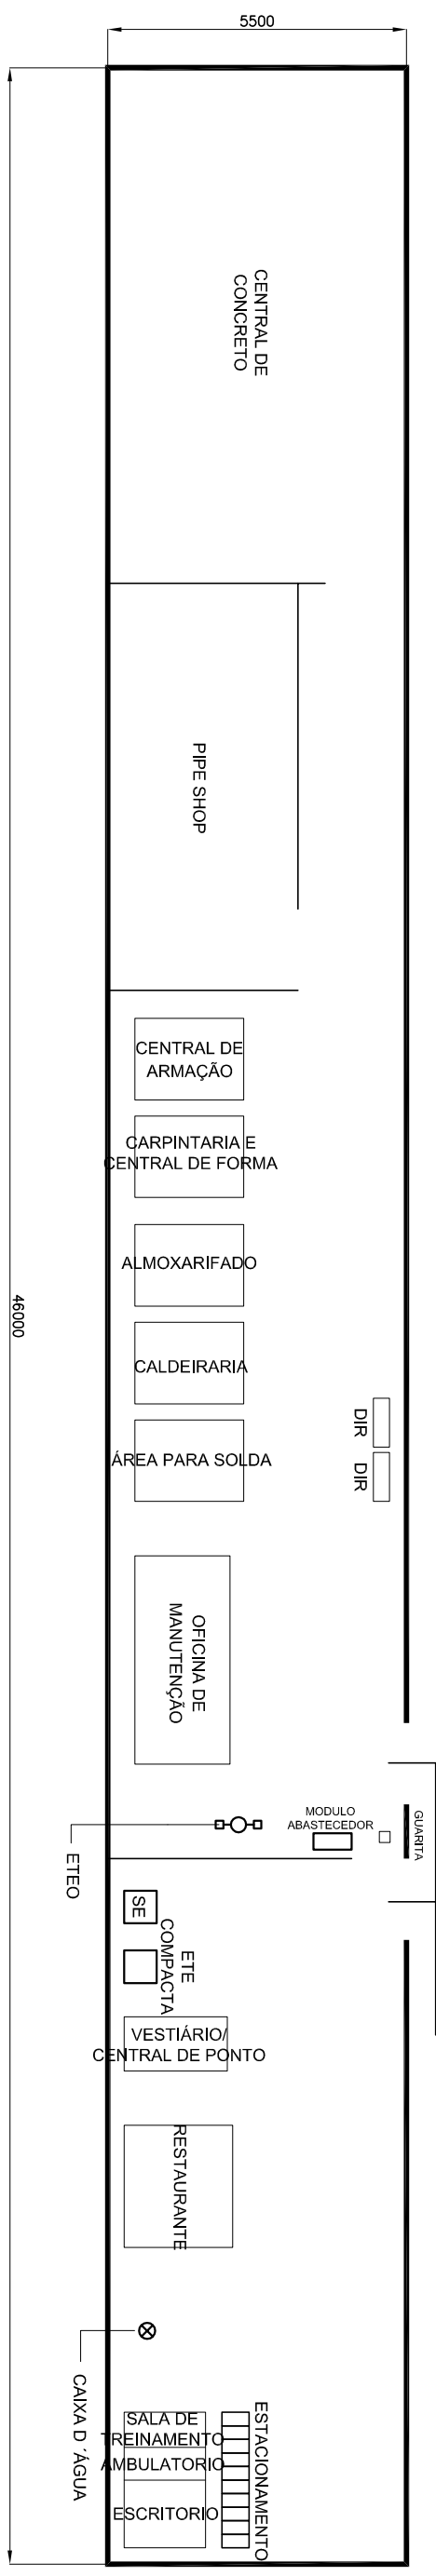 5500
CENTRAL DE
CONCRETO
PIPE SHOP
CENTRAL DE
ARMAÇÃO
CARPINTARIA E
CENTRAL DE FORMA
ALMOXARIFADO
46000
CALDEIRARIA
DIR
ÁREA PARA SOLDA
DIR
OFICINA DE
MANUTENÇÃO
MODULO
ABASTECEDOR
GUARITA
ETEO
SE
ETE
COMPACTA
VESTIÁRIO/
CENTRAL DE PONTO
RESTAURANTE
CAIXA D ´ÁGUA
SALA DE
TREINAMENTO
AMBULATORIO
ESCRITORIO
ESTACIONAMENTO